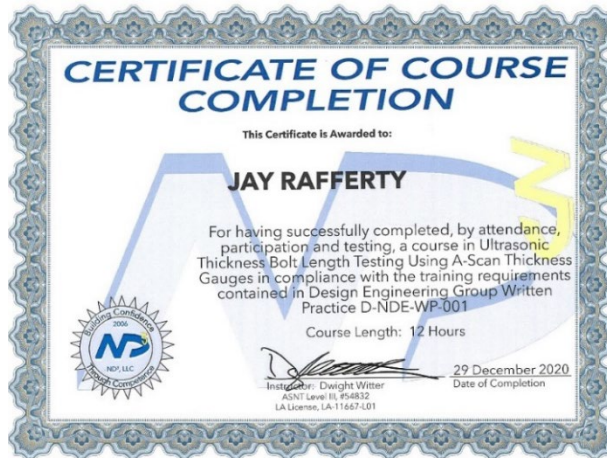 CERTIFICATE OF COURSE
COMPLETION
This Certificate is Awarded to:
JAY RAFFERTY
For having successfully completed, by attendance,
participation and testing, a course in Ultrasonic
Thickness Bolt Length Testing Using A-Scan Thickness
Gauges in compliance with the training requirements
contained in Design Engineering Group Written
Practice D-NDE-WP-001
Course Length: 12 Hours
Building Confidence
2006
ND
ND³, LLC
Through Competence
Instructor: Dwight Witter
ASNT Level III, #54832
LA License, LA-11667-L01
29 December 2020
Date of Completion